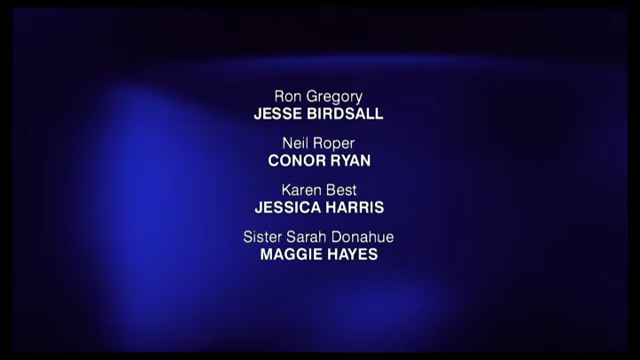 Ron Gregory
JESSE BIRDSALL
Neil Roper
CONOR RYAN
Karen Best
JESSICA HARRIS
Sister Sarah Donahue
MAGGIE HAYES